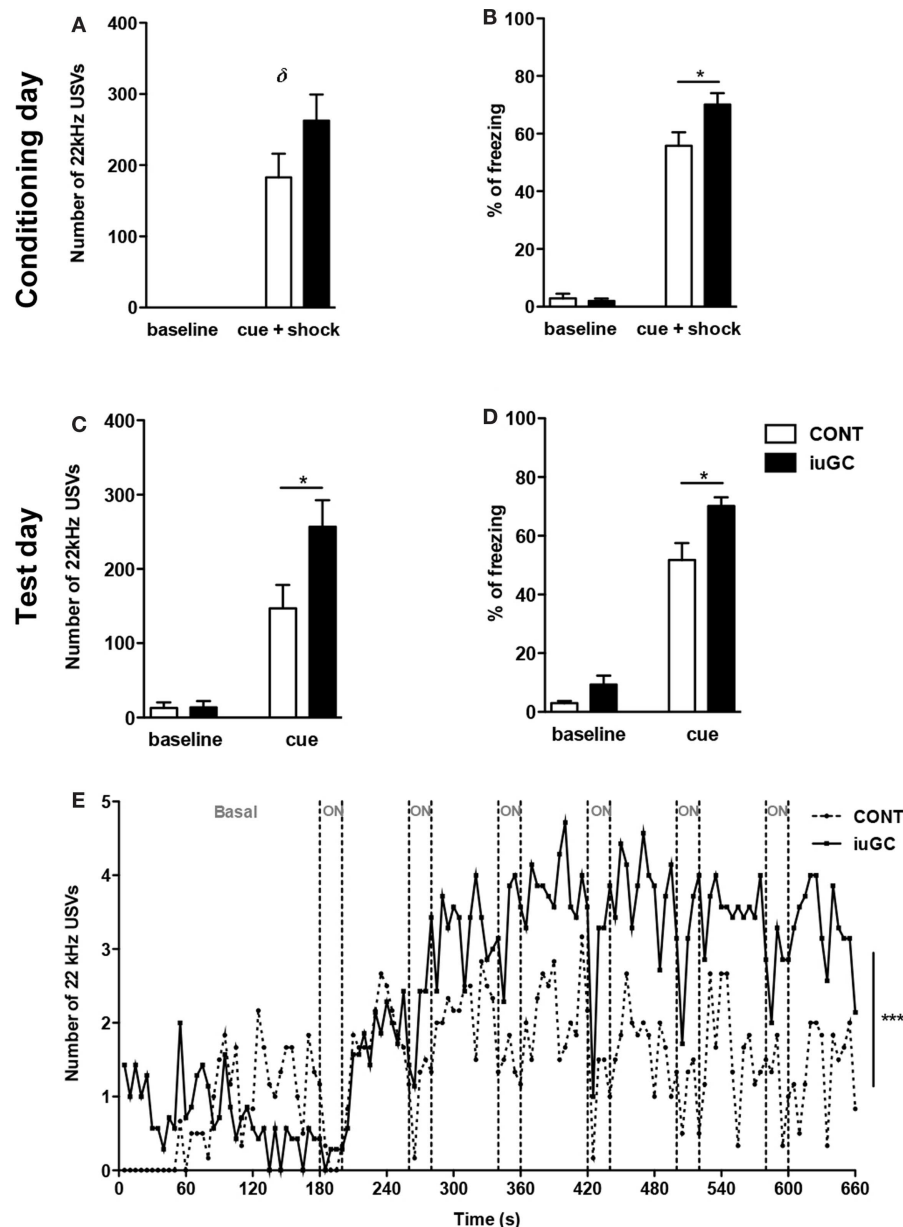 Conditioning day
A
Number of 22kHz USVs
400
300
200
100
0
δ
baseline
cue + shock
B
% of freezing
100
80
60
40
20
0
*
baseline
cue + shock
Test day
C
Number of 22kHz USVs
400
300
200
100
0
*
baseline
cue
D
% of freezing
100
80
60
40
20
0
*
baseline
cue
CONT
iuGC
E
Number of 22 kHz USVs
5
4
3
2
1
0
Basal
ON
ON
ON
ON
ON
ON
CONT
iuGC
***
0
60
120
180
240
300
360
420
480
540
600
660
Time (s)